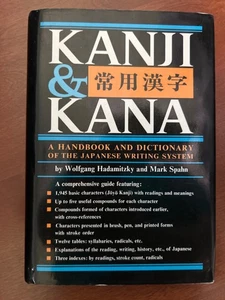 KANJI
&
常用漢字
KANA
A HANDBOOK AND DICTIONARY
OF THE JAPANESE WRITING SYSTEM
by Wolfgang Hadamitzky and Mark Spahn
A comprehensive guide featuring:
• 1,945 basic characters (Jōyō Kanji) with readings and meanings
• Up to five useful compounds for each character
• Compounds formed of characters introduced earlier,
with cross-references
• Characters presented in brush, pen, and printed forms
with stroke order
• Twelve tables: syllabaries, radicals, etc.
• Explanations of the reading, writing, history, etc., of Japanese
• Three indexes: by readings, stroke count, radicals